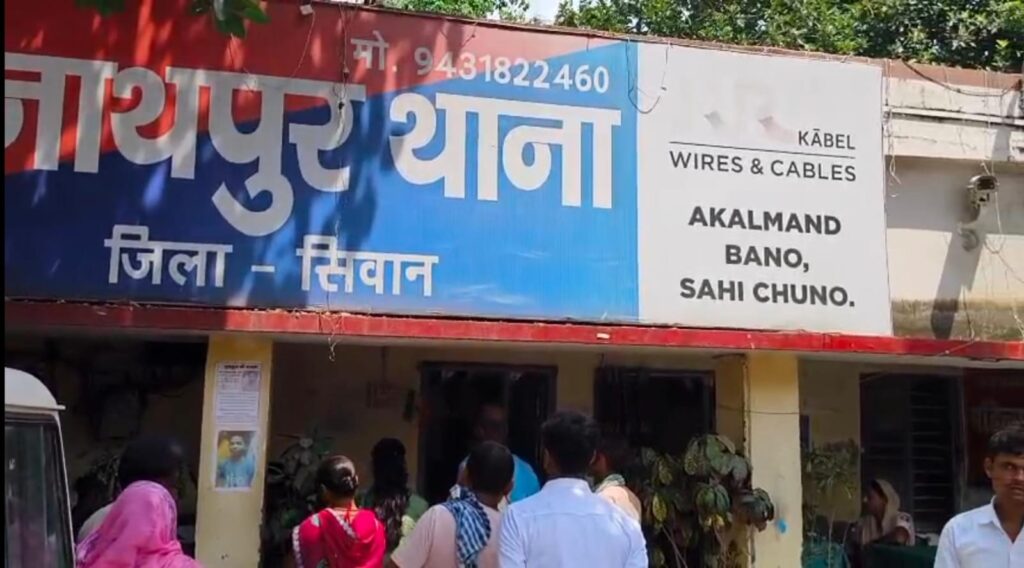 मो. 9431822460
नाथपुर थाना
जिला – सिवान
KĀBEL
WIRES & CABLES
AKALMAND
BANO,
SAHI CHUNO.